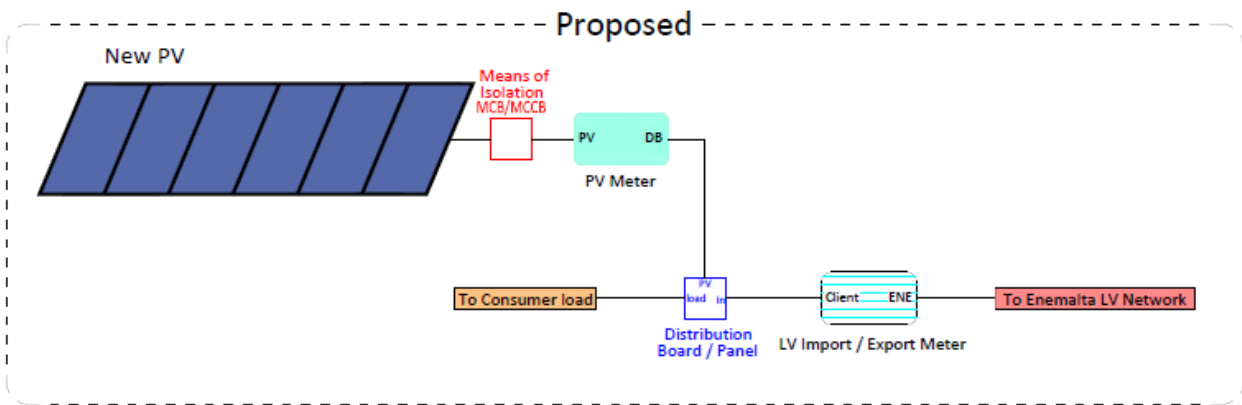 Proposed
New PV
Means of
Isolation
MCB/MCCB
PV DB
PV Meter
PV
load in
To Consumer load
Client ENE
To Enemalta LV Network
Distribution
Board / Panel
LV Import / Export Meter